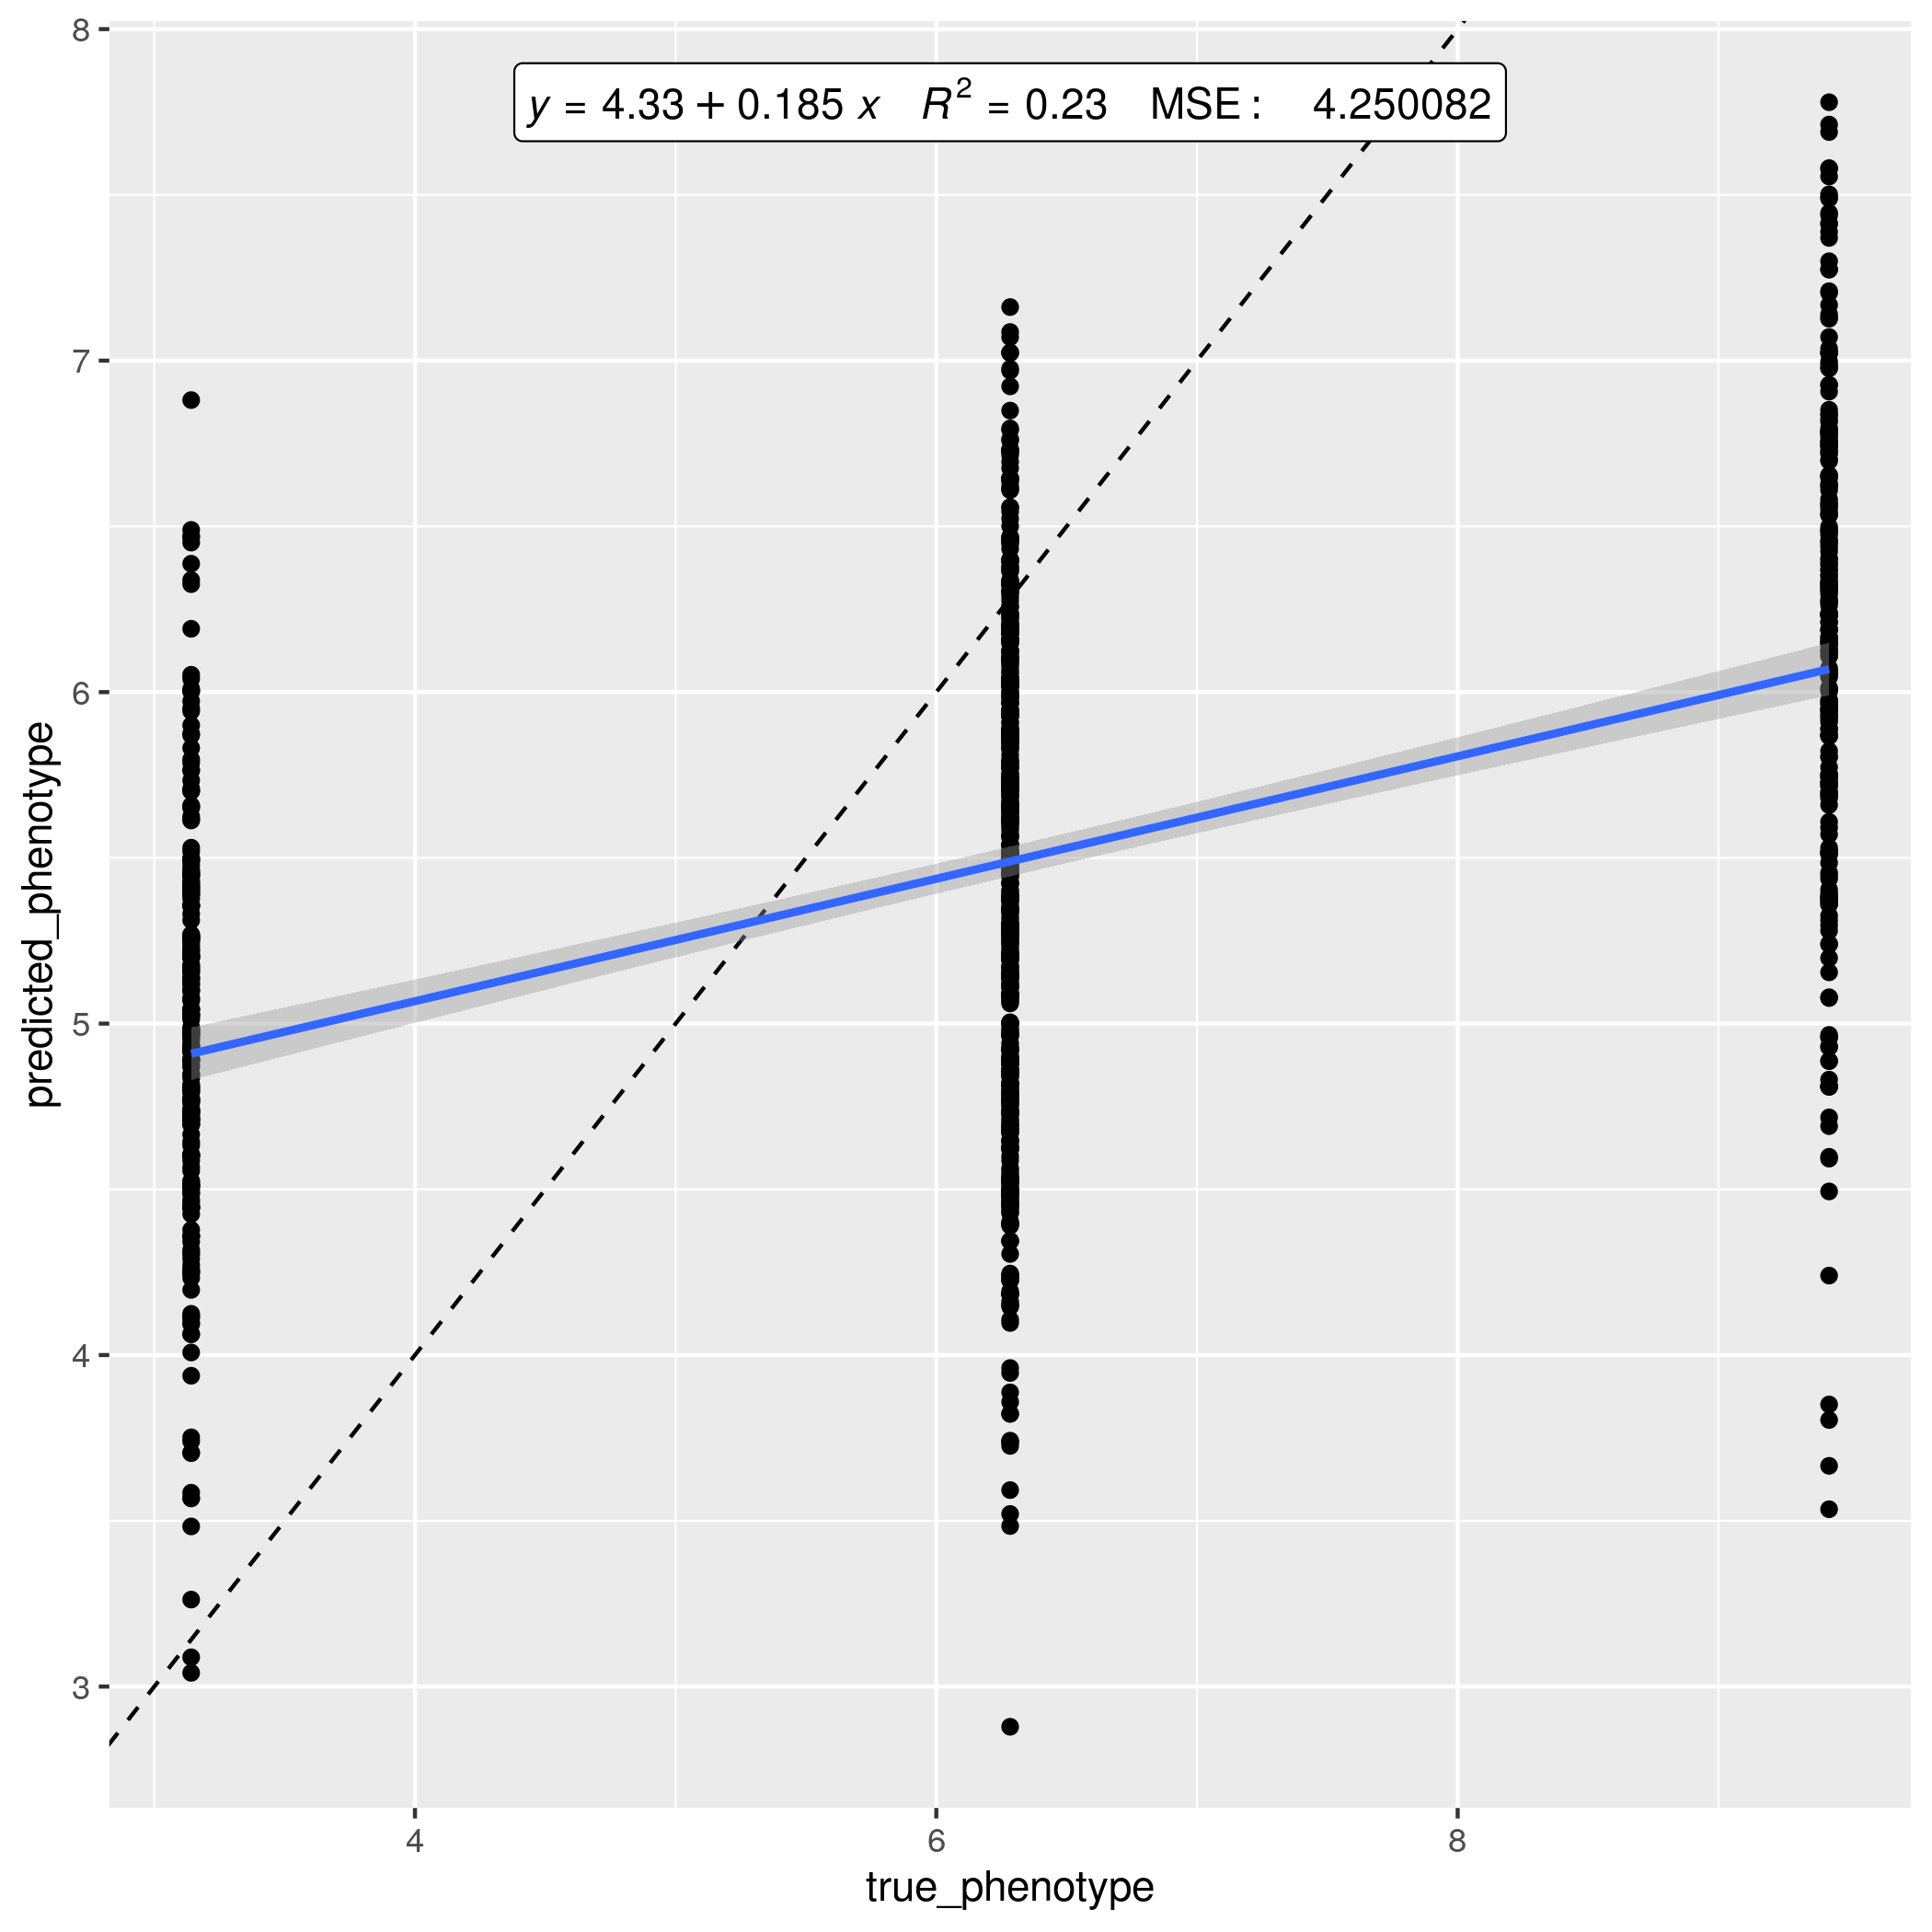 y = 4.33 + 0.185 x R² = 0.23 MSE : 4.250082
8
7
6
5
4
3
predicted_phenotype
4 6 8
true_phenotype